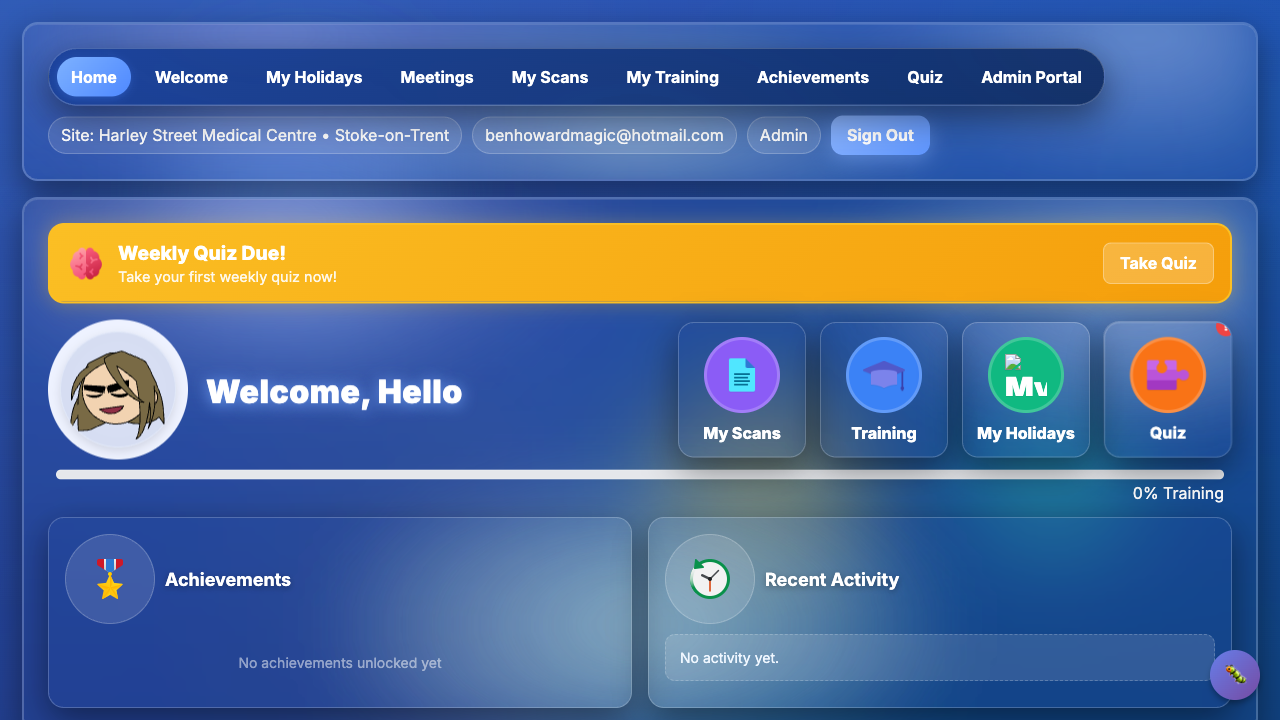 Home
Welcome
My Holidays
Meetings
My Scans
My Training
Achievements
Quiz
Admin Portal
Site: Harley Street Medical Centre • Stoke-on-Trent
benhowardmagic@hotmail.com
Admin
Sign Out
Weekly Quiz Due!
Take your first weekly quiz now!
Take Quiz
Welcome, Hello
My Scans
Training
My
My Holidays
Quiz
0% Training
Achievements
No achievements unlocked yet
Recent Activity
No activity yet.